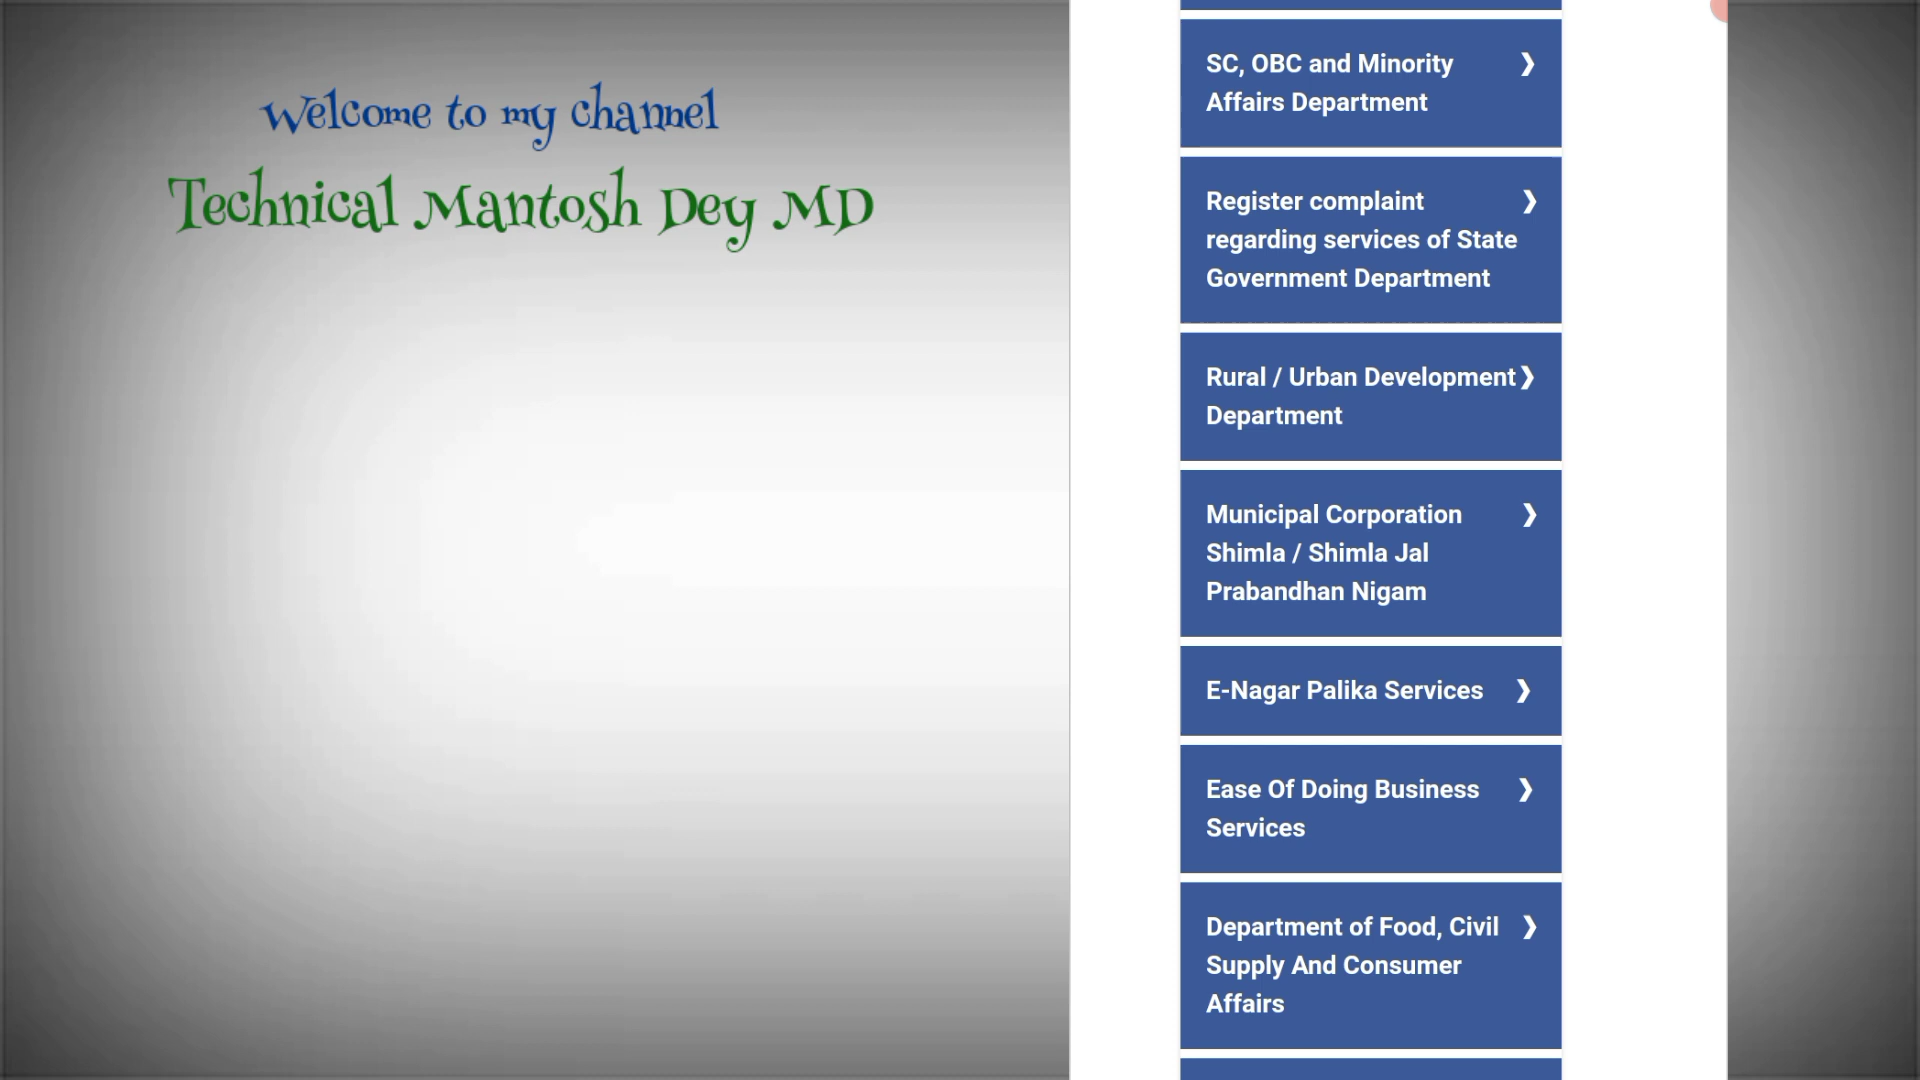 Welcome to my channel
Technical Mantosh Dey MD
SC, OBC and Minority
Affairs Department
Register complaint
regarding services of State
Government Department
Rural / Urban Development
Department
Municipal Corporation
Shimla / Shimla Jal
Prabandhan Nigam
E-Nagar Palika Services
Ease Of Doing Business
Services
Department of Food, Civil
Supply And Consumer
Affairs